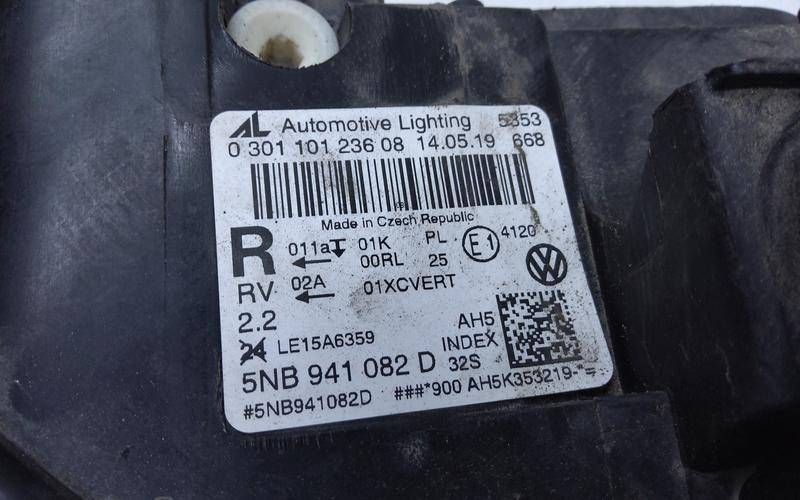 AL Automotive Lighting 5353
0 301 101 236 08 14.05.19 668
Made in Czech Republic
R 011a 01K PL E1 4120
00RL 25
RV 02A 01XCVERT
2.2
24 LE15A6359 AH5
INDEX
5NB 941 082 D 32S
#5NB941082D ###*900 AH5K353219-*=